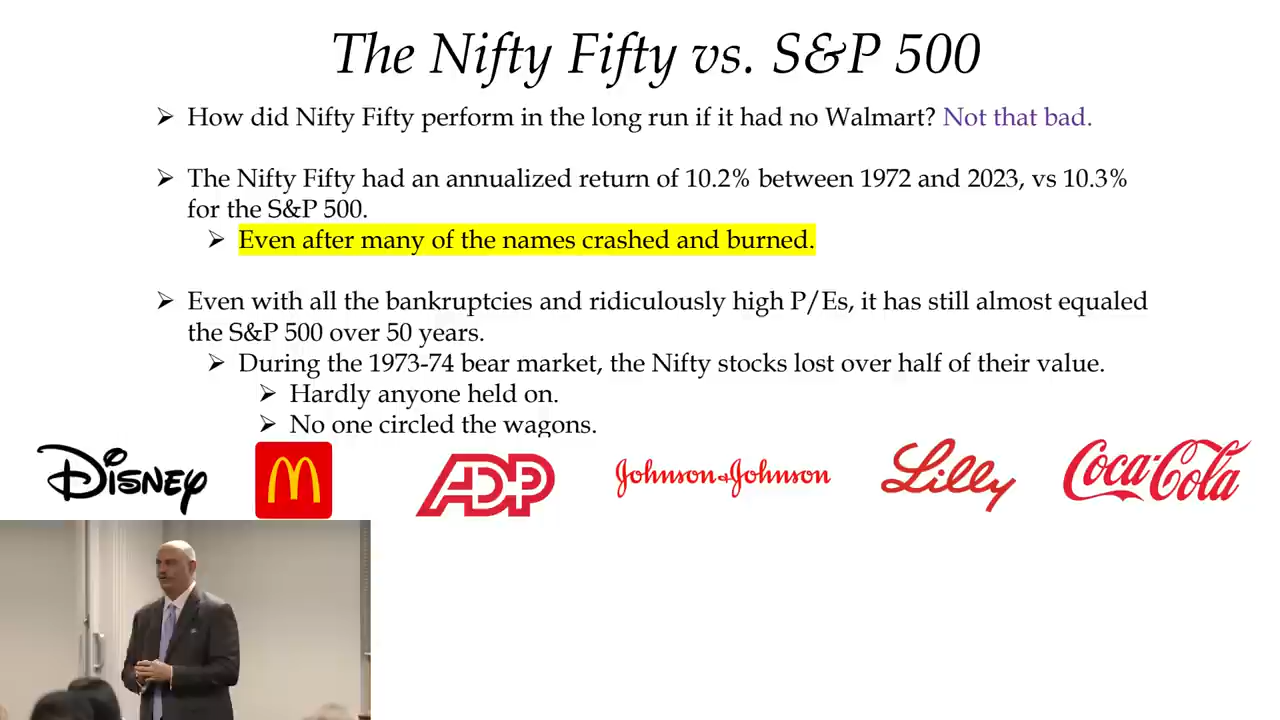 The Nifty Fifty vs. S&P 500
➢ How did Nifty Fifty perform in the long run if it had no Walmart? Not that bad.
➢ The Nifty Fifty had an annualized return of 10.2% between 1972 and 2023, vs 10.3%
for the S&P 500.
➢ Even after many of the names crashed and burned.
➢ Even with all the bankruptcies and ridiculously high P/Es, it has still almost equaled
the S&P 500 over 50 years.
➢ During the 1973-74 bear market, the Nifty stocks lost over half of their value.
➢ Hardly anyone held on.
➢ No one circled the wagons.
Disney
M
ADP
Johnson & Johnson
Lilly
Coca-Cola